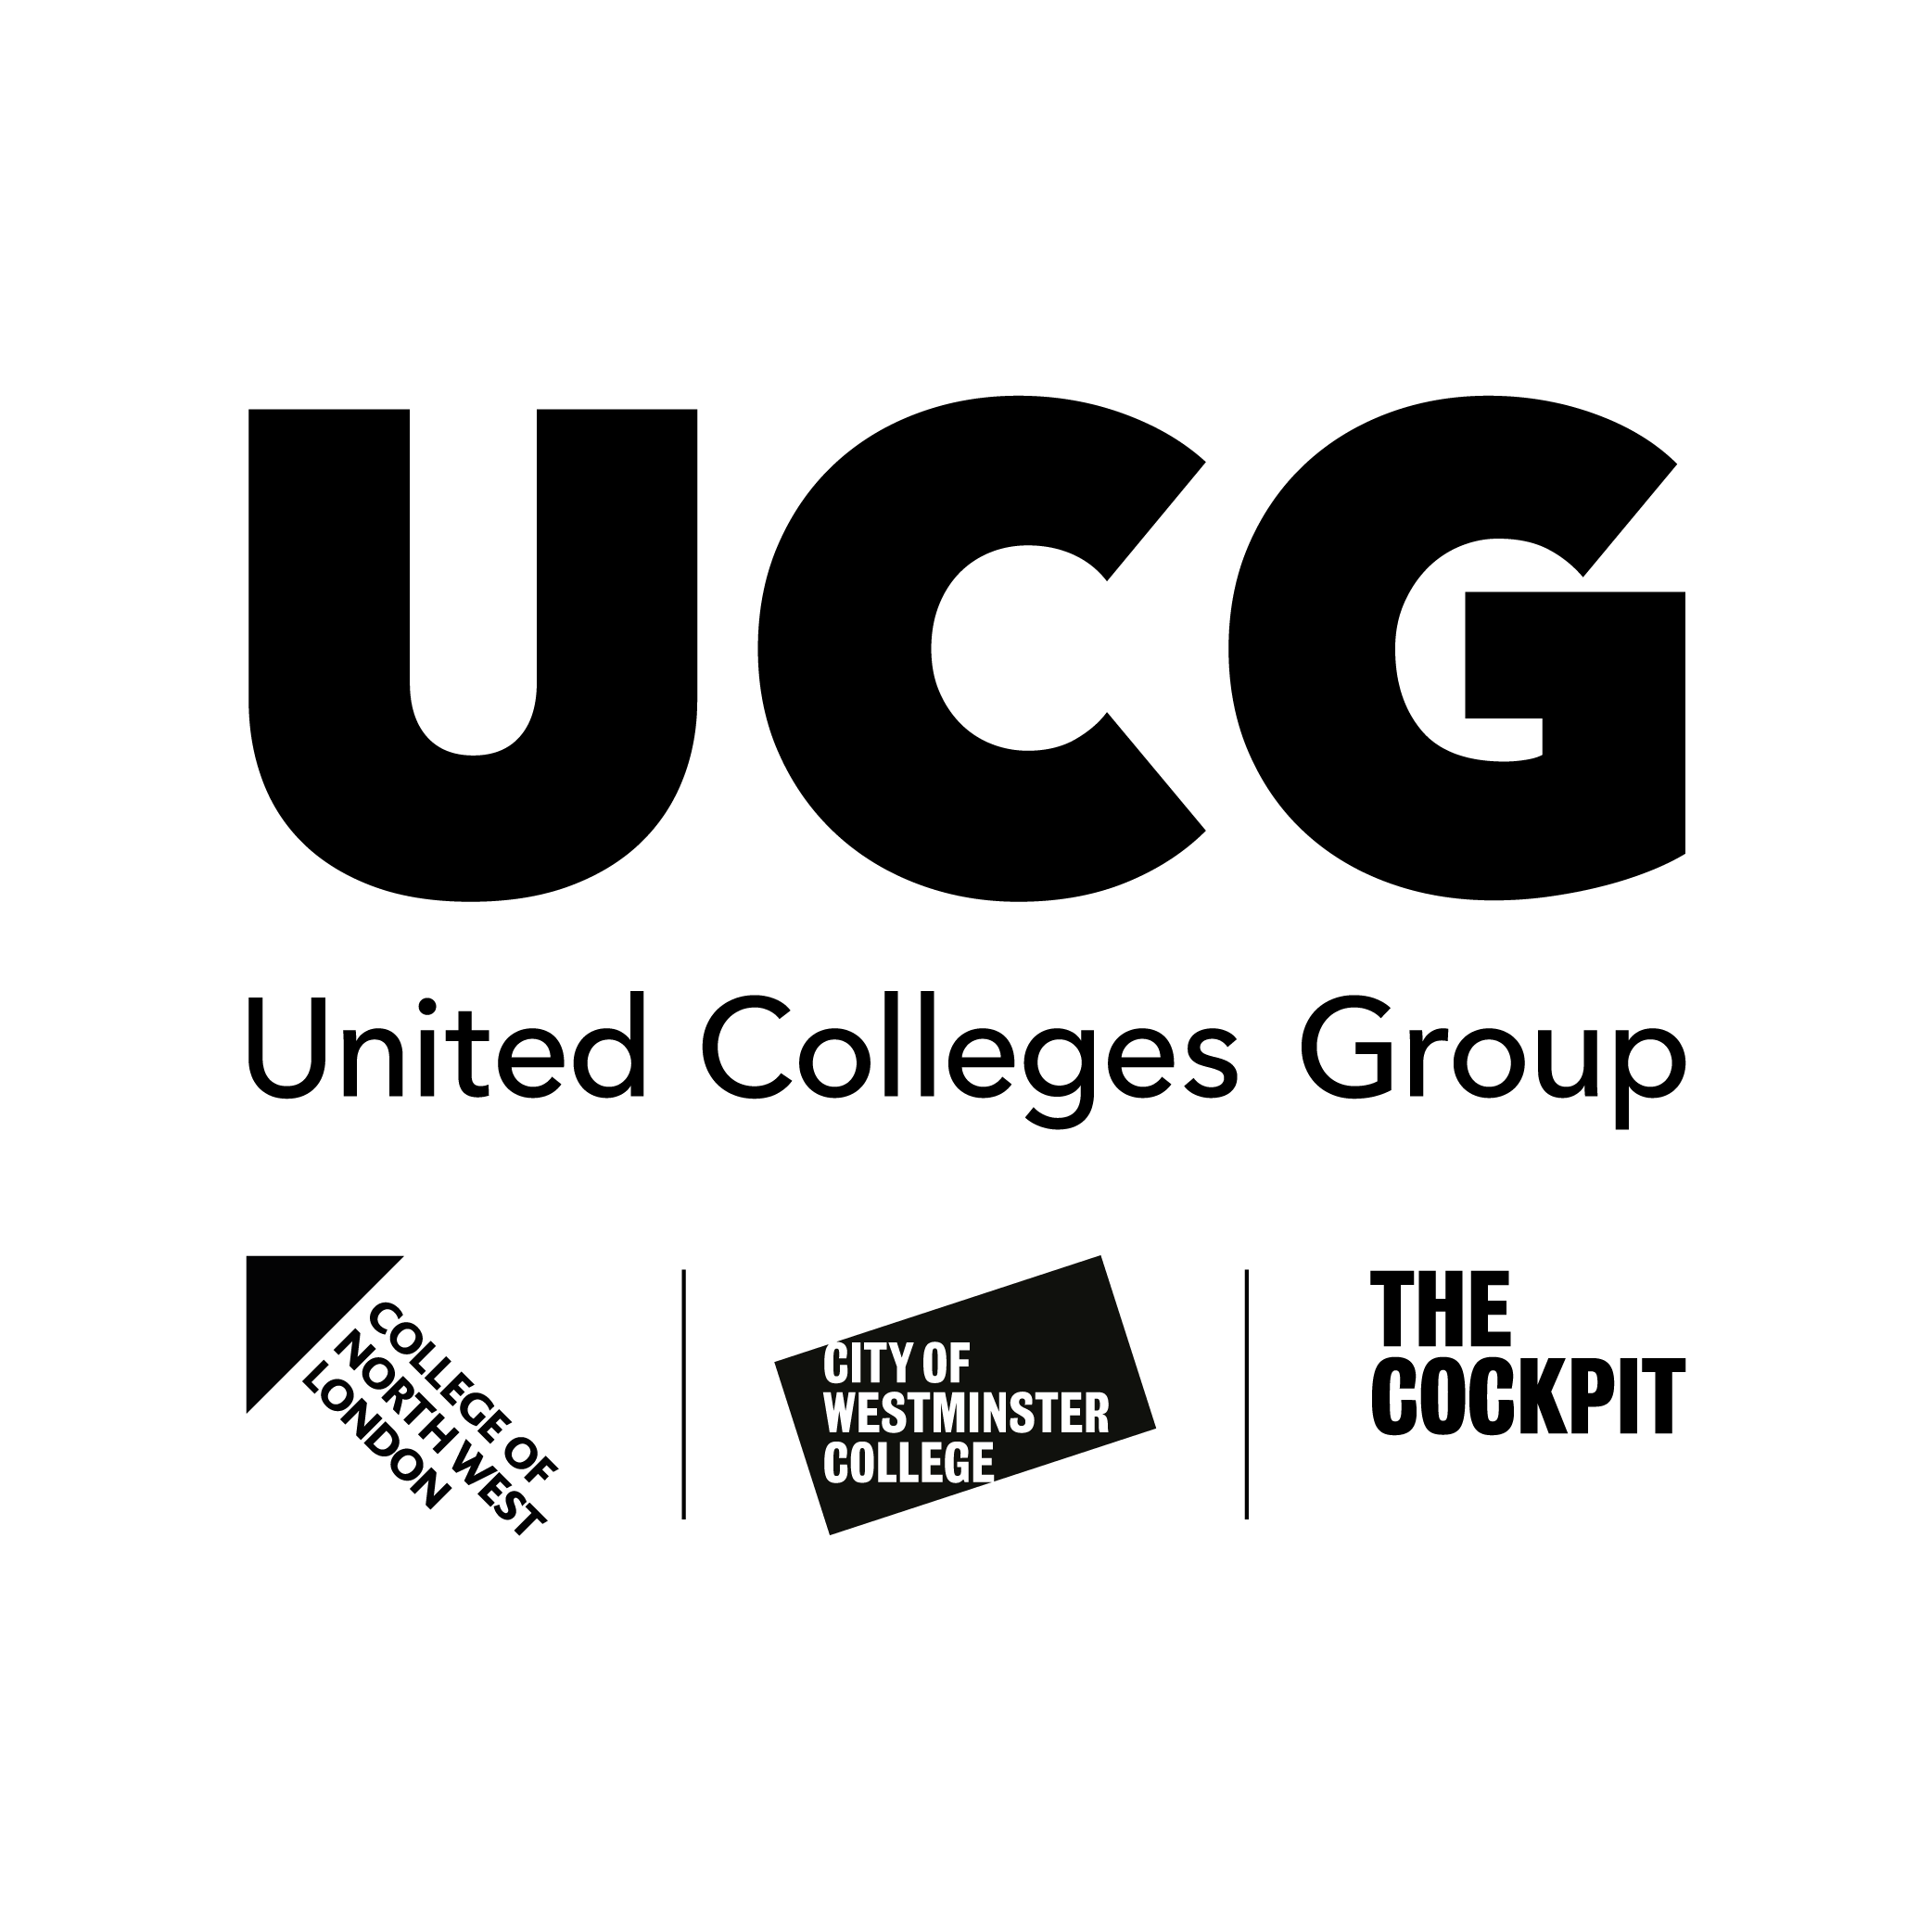 UCG
United Colleges Group
COLLEGE OF
NORTH WEST
LONDON
CITY OF
WESTMINSTER
COLLEGE
THE
COCKPIT